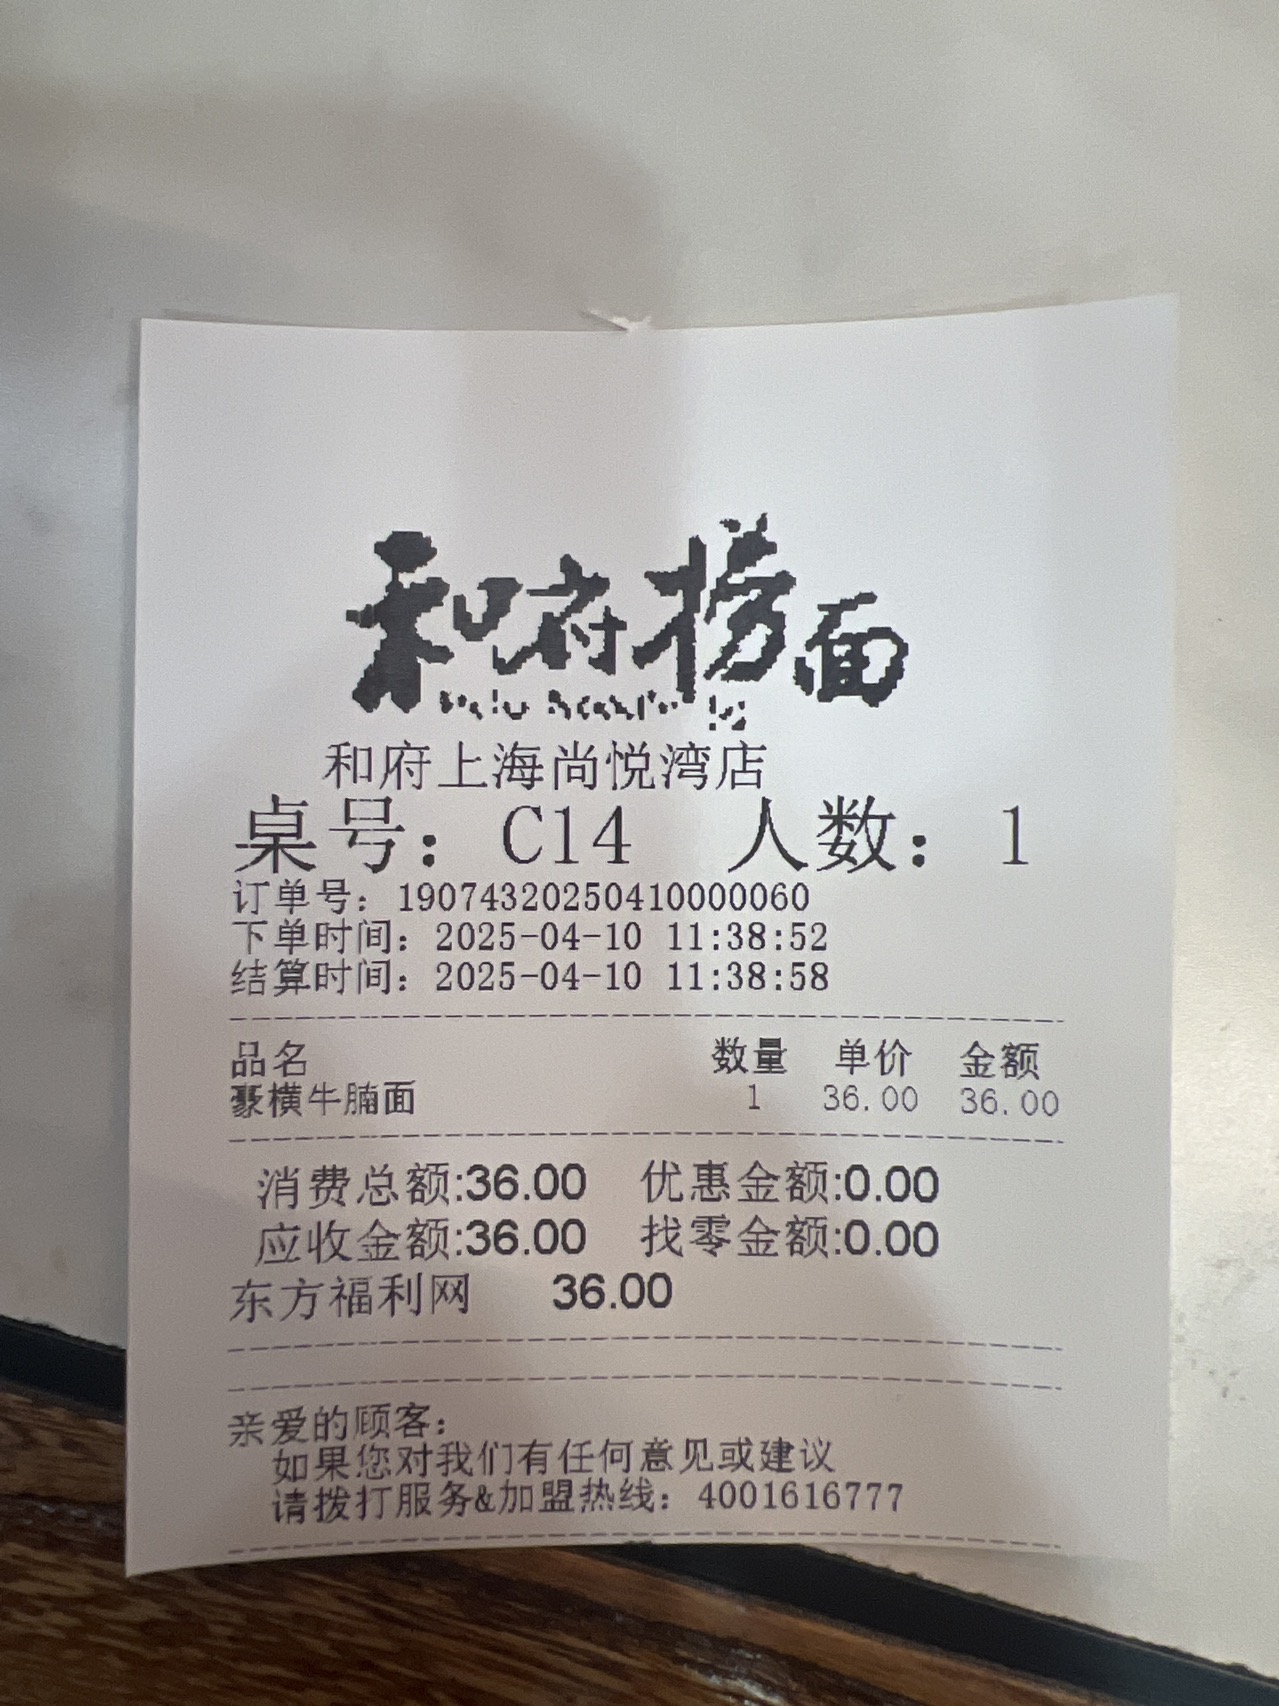 和府捞面
和府上海尚悦湾店
桌号：C14 人数：1
订单号：19074320250410000060
下单时间：2025-04-10 11:38:52
结算时间：2025-04-10 11:38:58
品名 数量 单价 金额
豪横牛腩面 1 36.00 36.00
消费总额:36.00 优惠金额:0.00
应收金额:36.00 找零金额:0.00
东方福利网 36.00
亲爱的顾客：
如果您对我们有任何意见或建议
请拨打服务&加盟热线：4001616777